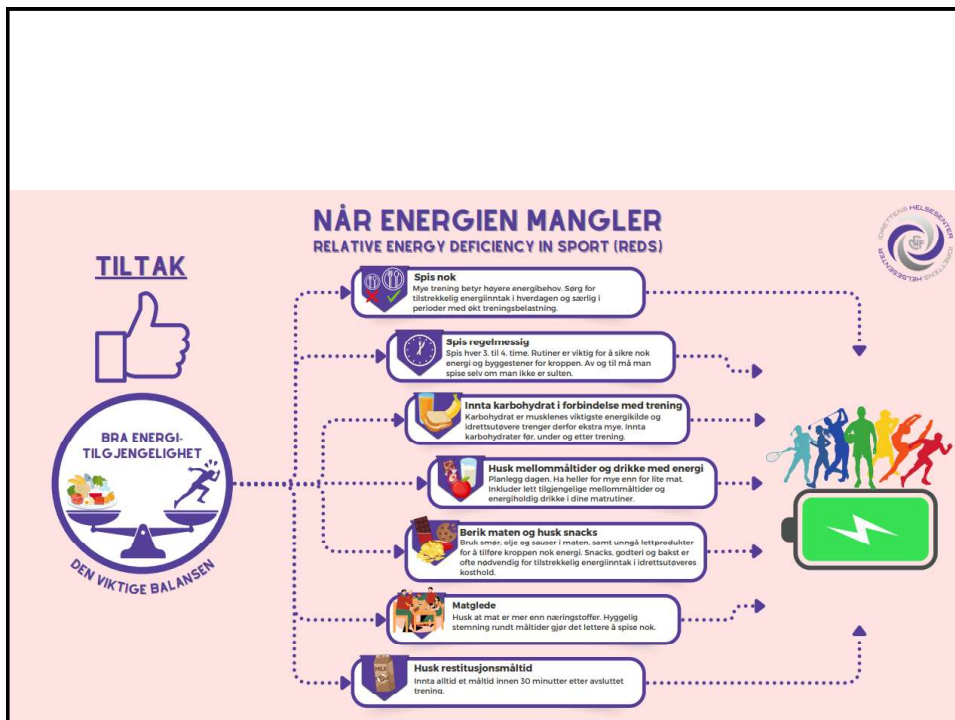 NÅR ENERGIEN MANGLER
RELATIVE ENERGY DEFICIENCY IN SPORT (REDS)
IDRETTENS HELSESENTER
IDRETTENS HELSESENTER
TILTAK
BRA ENERGI-
TILGJENGELIGHET
DEN VIKTIGE BALANSEN
Spis nok
Mye trening betyr høyere energibehov. Sørg for
tilstrekkelig energiinntak i hverdagen og særlig i
perioder med økt treningsbelastning.
Spis regelmessig
Spis hver 3. til 4. time. Rutiner er viktig for å sikre nok
energi og byggestener for kroppen. Av og til må man
spise selv om man ikke er sulten.
Innta karbohydrat i forbindelse med trening
Karbohydrat er musklenes viktigste energikilde og
idrettsutøvere trenger derfor ekstra mye. Innta
karbohydrater før, under og etter trening.
Husk mellommåltider og drikke med energi
Planlegg dagen. Ha heller for mye enn for lite mat.
Inkluder lett tilgjengelige mellommåltider og
energiholdig drikke i dine matrutiner.
Berik maten og husk snacks
Bruk smør, olje og sauser i maten, samt unngå lettprodukter
for å tilføre kroppen nok energi. Snacks, godteri og bakst er
ofte nødvendig for tilstrekkelig energiinntak i idrettsutøveres
kosthold.
Matglede
Husk at mat er mer enn næringstoffer. Hyggelig
stemning rundt måltider gjør det lettere å spise nok.
Husk restitusjonsmåltid
Innta alltid et måltid innen 30 minutter etter avsluttet
trening.